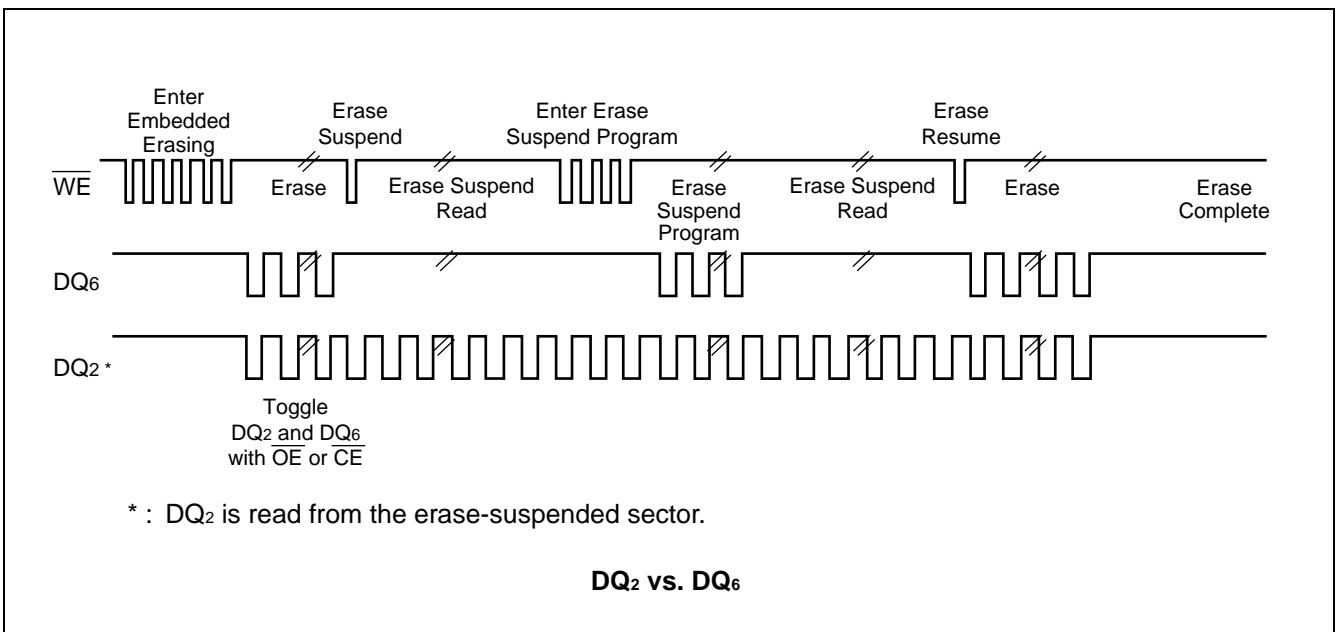 Enter
Embedded
Erasing
Erase
Suspend
Enter Erase
Suspend Program
Erase
Resume
WE
Erase
Erase Suspend
Read
Erase
Suspend
Program
Erase Suspend
Read
Erase
Erase
Complete
DQ6
DQ2 *
Toggle
DQ2 and DQ6
with OE or CE
* : DQ2 is read from the erase-suspended sector.
DQ2 vs. DQ6